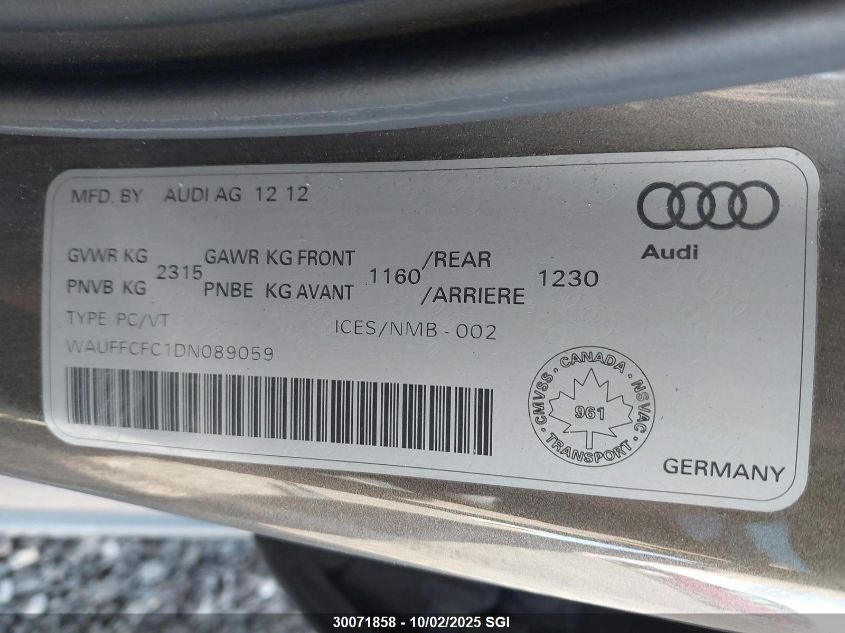 MFD. BY AUDI AG 12 12
Audi
GVWR KG 2315 GAWR KG FRONT 1160 /REAR 1230
PNVB KG PNBE KG AVANT /ARRIERE
TYPE PC/VT ICES/NMB - 002
WAUFFCFC1DN089059
CANADA
CMVSS NSVAC
961
TRANSPORT
GERMANY
30071858 - 10/02/2025 SGI